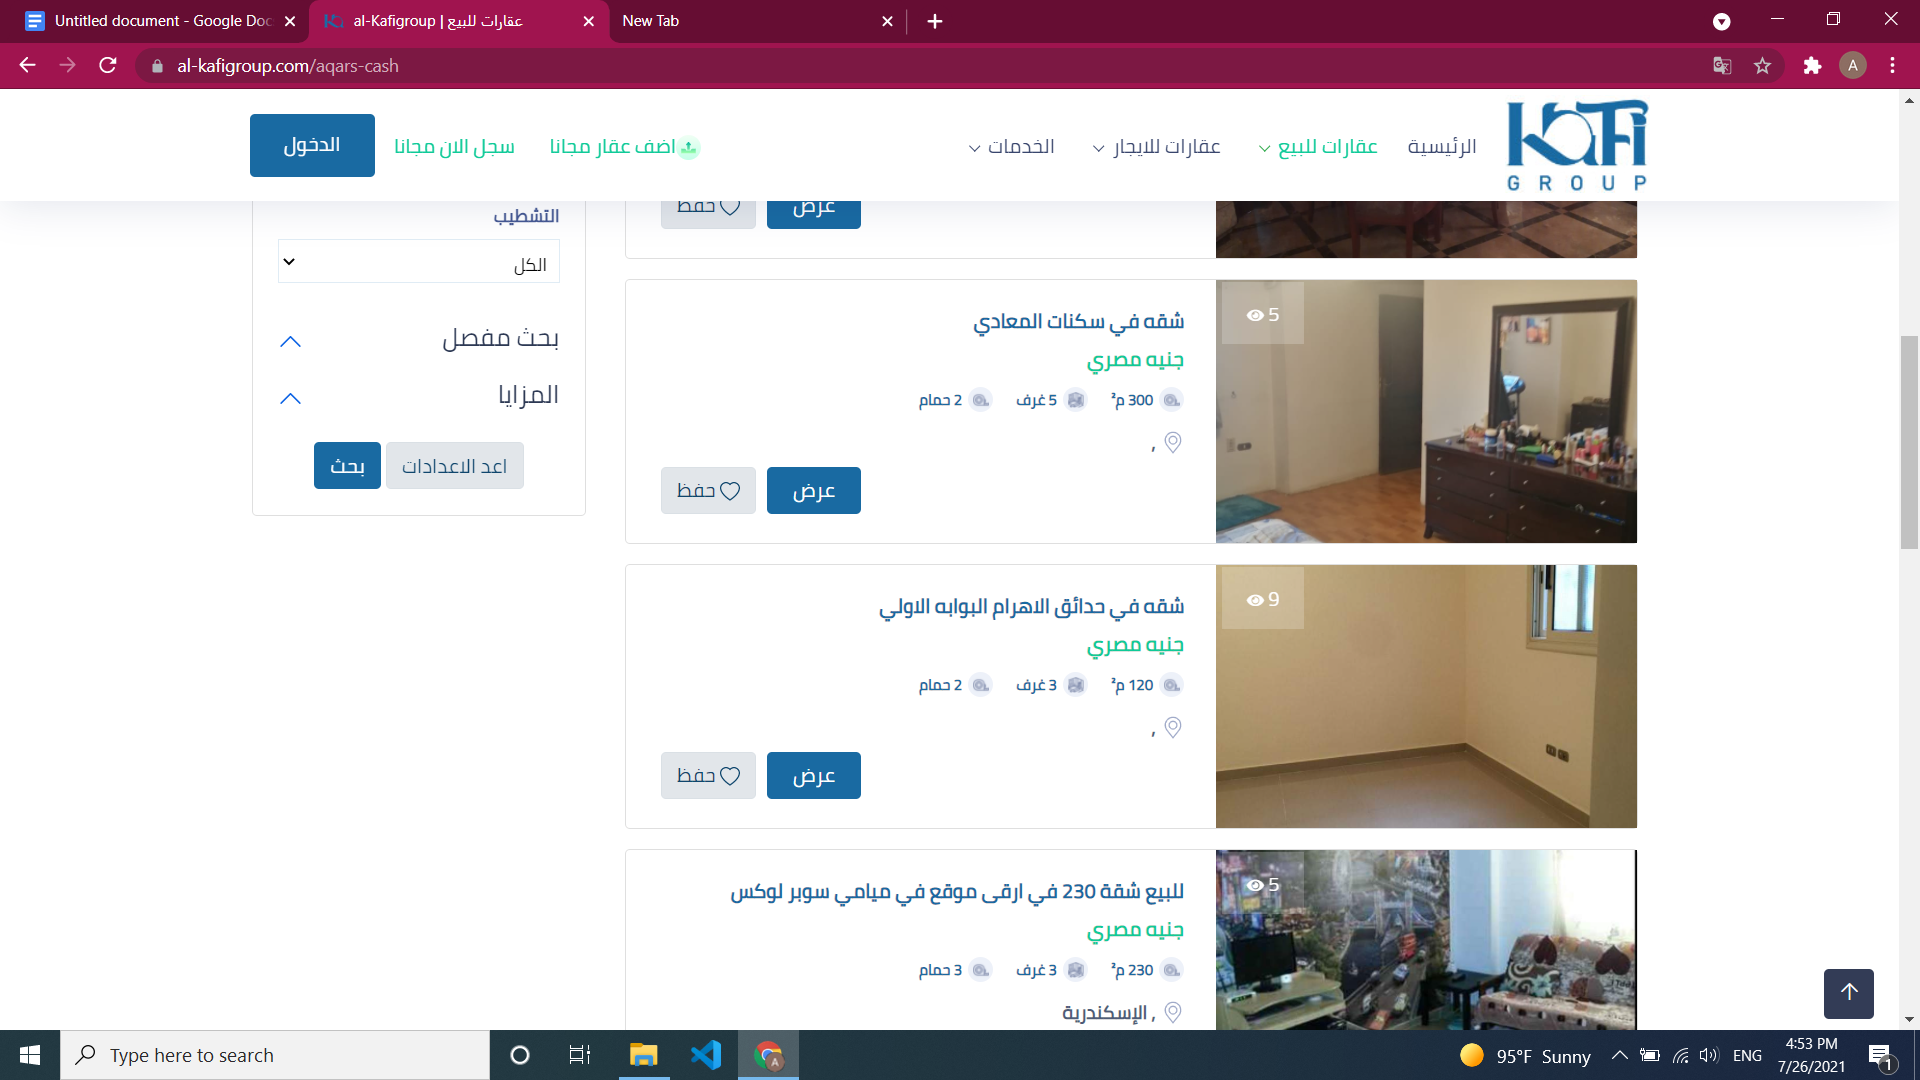 Untitled document - Google Doc
al-Kafigroup | عقارات للبيع
New Tab
al-kafigroup.com/aqars-cash
A
KaFi
GROUP
الرئيسية
عقارات للبيع
عقارات للايجار
الخدمات
اضف عقار مجانا
سجل الان مجانا
الدخول
التشطيب
الكل
بحث مفصل
المزايا
اعد الاعدادات
بحث
عرض
حفظ
5
شقه في سكنات المعادي
جنيه مصري
300 م²
5 غرف
2 حمام
,
عرض
حفظ
9
شقه في حدائق الاهرام البوابه الاولي
جنيه مصري
120 م²
3 غرف
2 حمام
,
عرض
حفظ
5
للبيع شقة 230 في ارقى موقع في ميامي سوبر لوكس
جنيه مصري
230 م²
3 غرف
3 حمام
, الإسكندرية
Type here to search
A
95°F Sunny
ENG
4:53 PM
7/26/2021
1